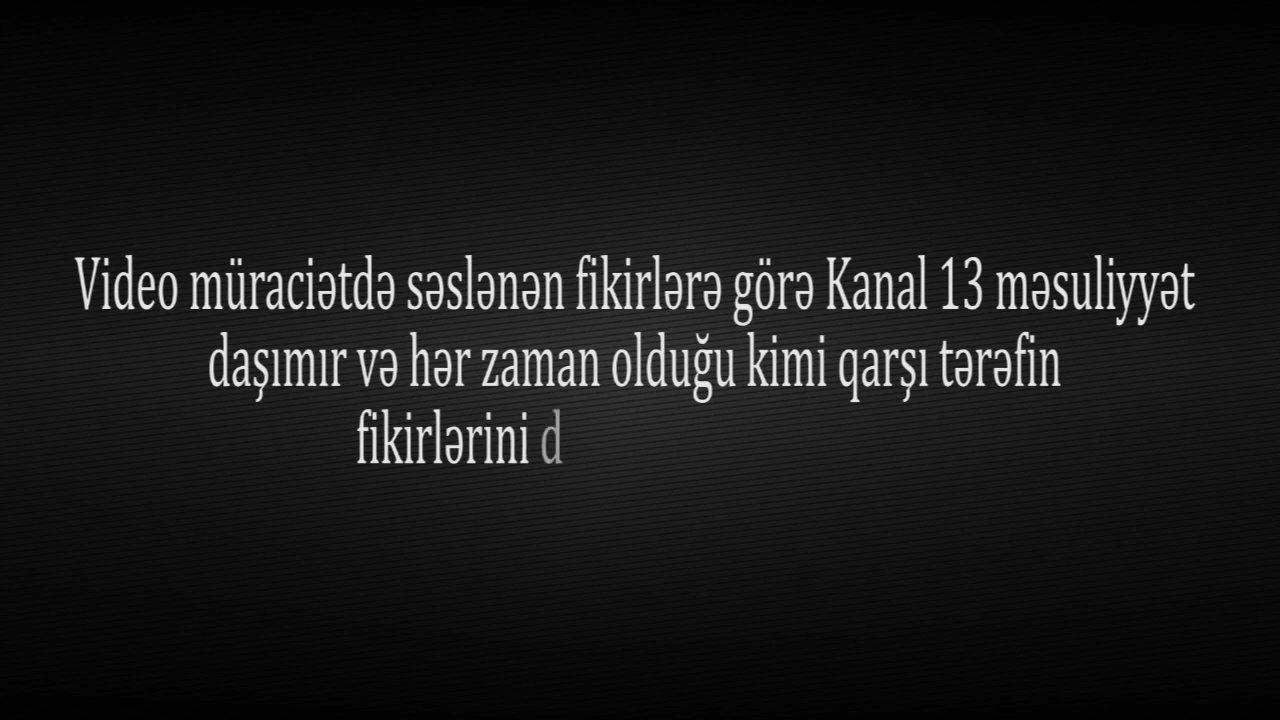 Video müraciətdə səslənən fikirlərə görə Kanal 13 məsuliyyət
daşımır və hər zaman olduğu kimi qarşı tərəfin
fikirlərini d